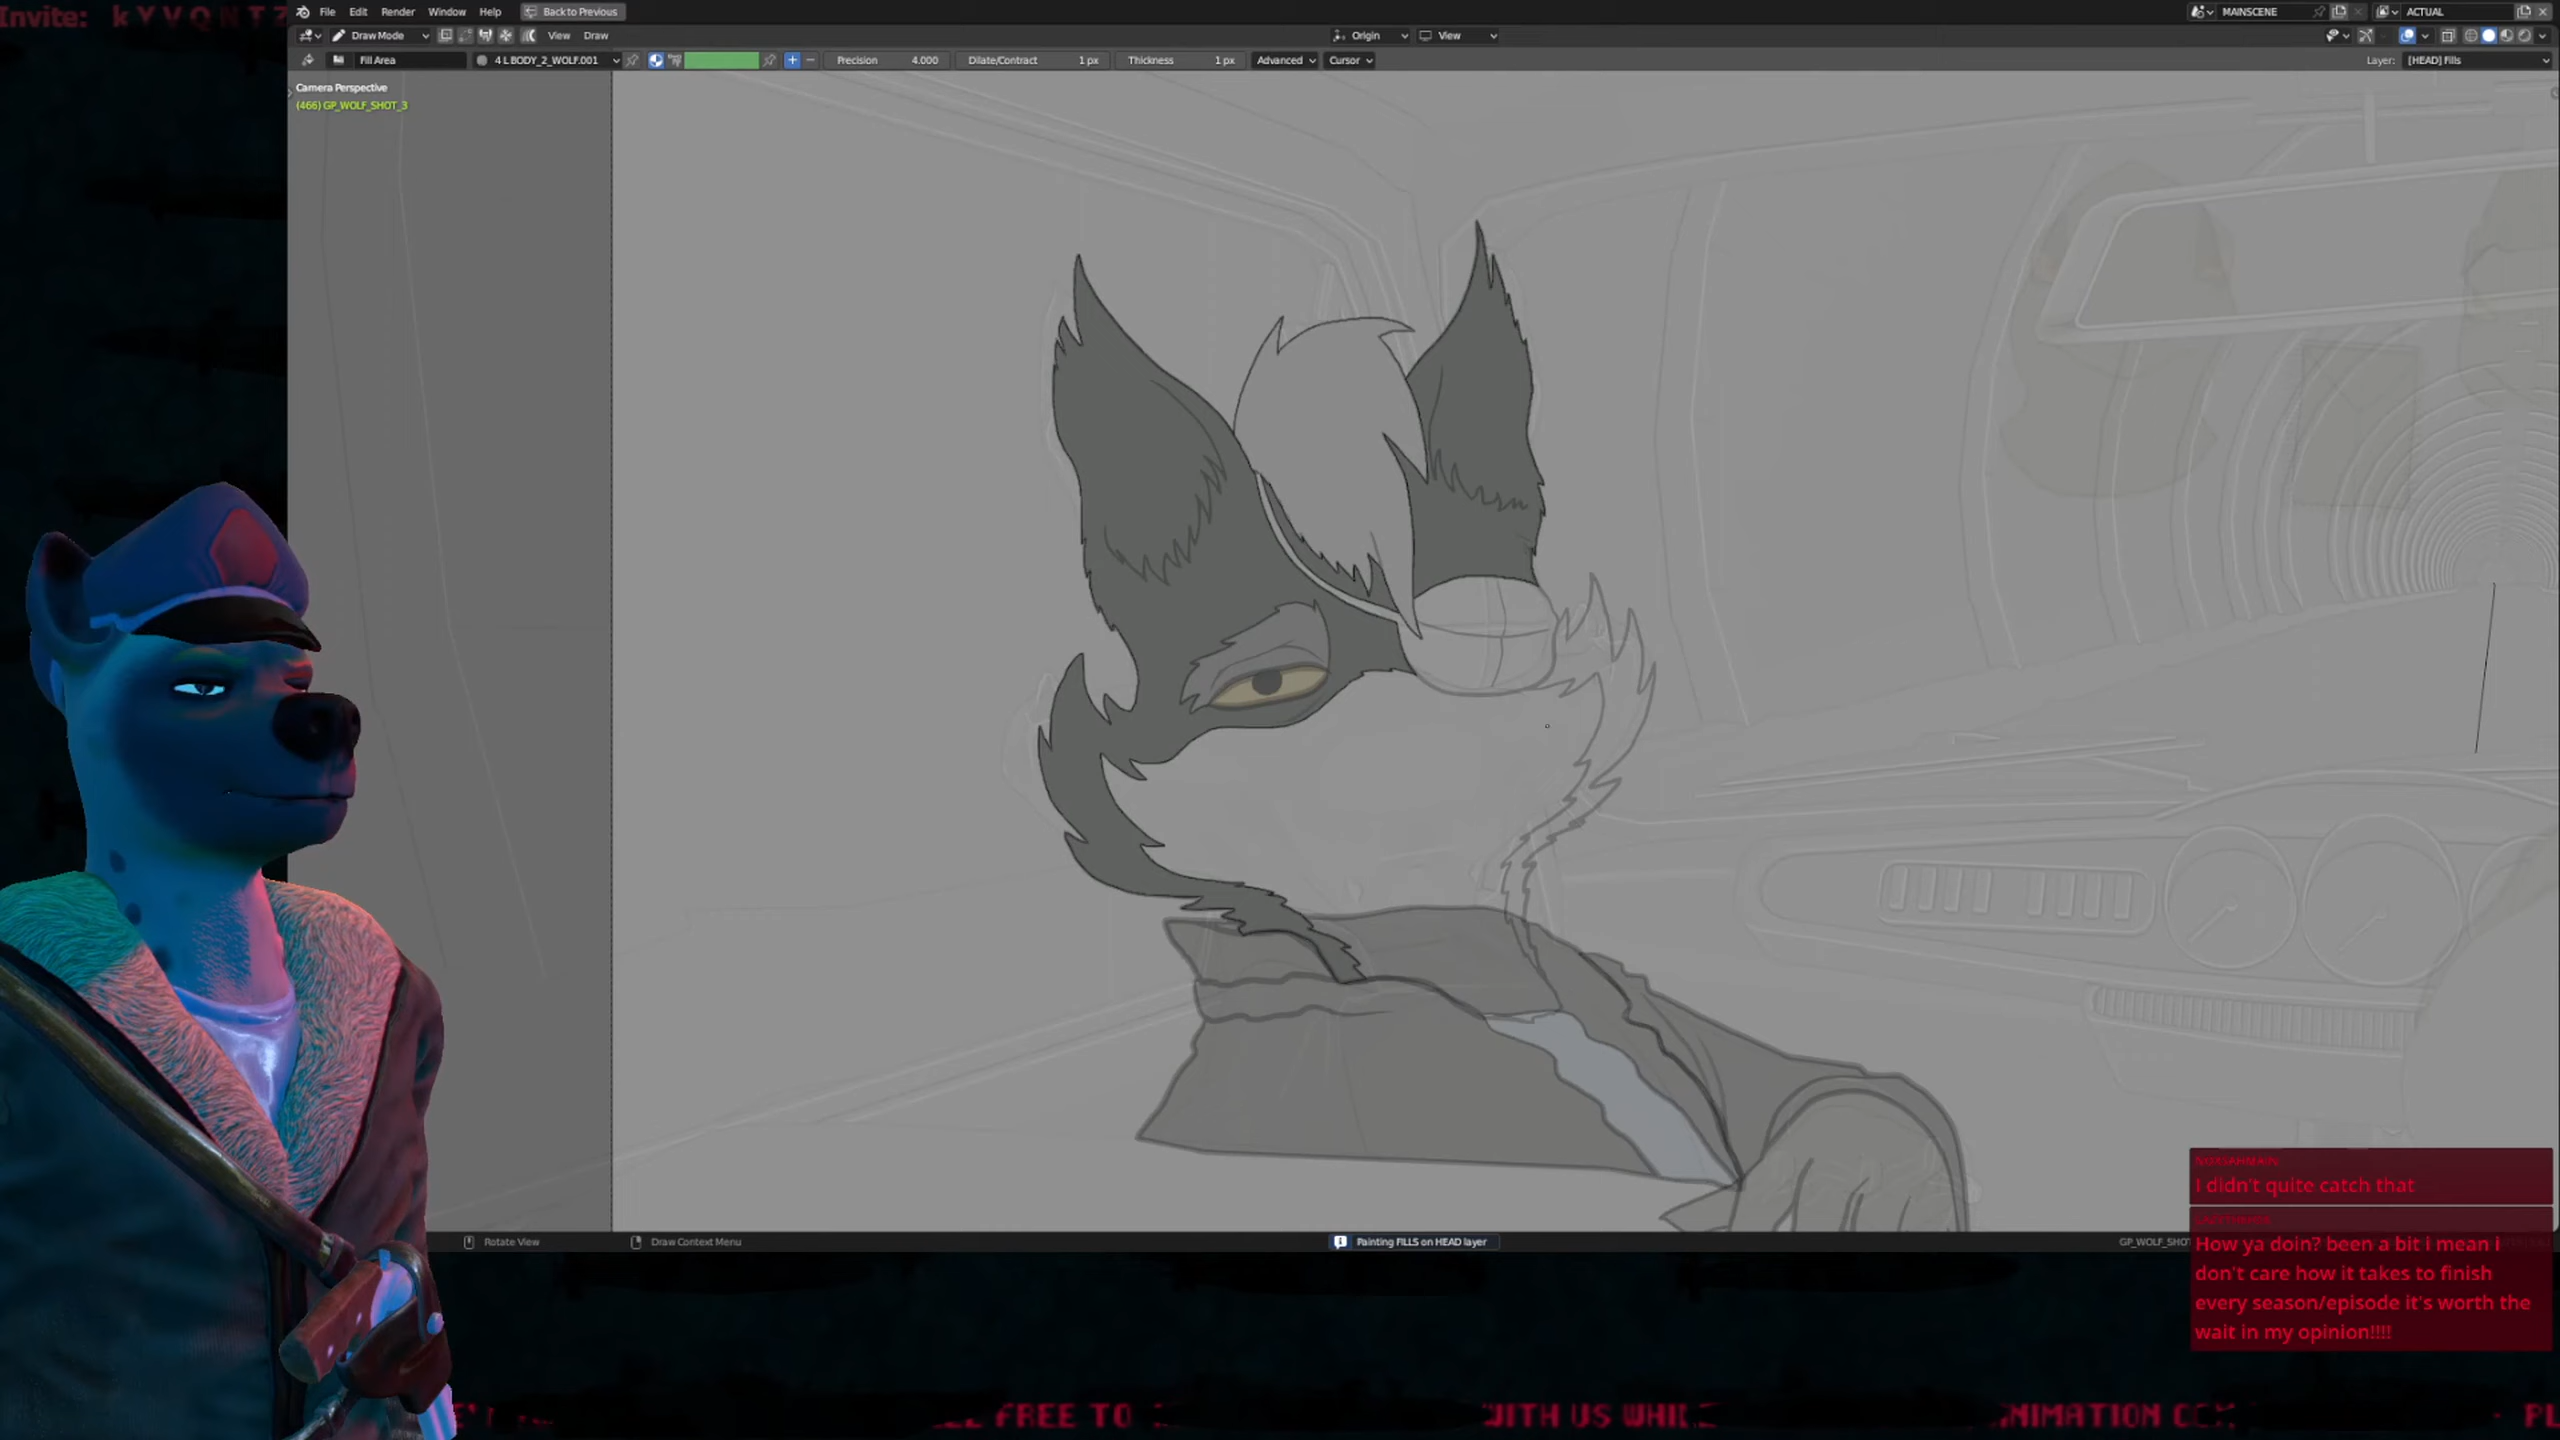 Invite: k Y V Q N T Z
File Edit Render Window Help Back to Previous
MAINSCENE
ACTUAL
Draw Mode View Draw
Origin View
Fill Area
4 L BODY_2_WOLF.001
Precision 4.000
Dilate/Contract 1 px
Thickness 1 px
Advanced Cursor
Layer: [HEAD] Fills
Camera Perspective
(466) GP_WOLF_SHOT_3
Rotate View
Draw Context Menu
Painting FILLS on HEAD layer
GP_WOLF_SHO
I didn't quite catch that
How ya doin? been a bit i mean i
don't care how it takes to finish
every season/episode it's worth the
wait in my opinion!!!!
FREE TO
WITH US WHIL